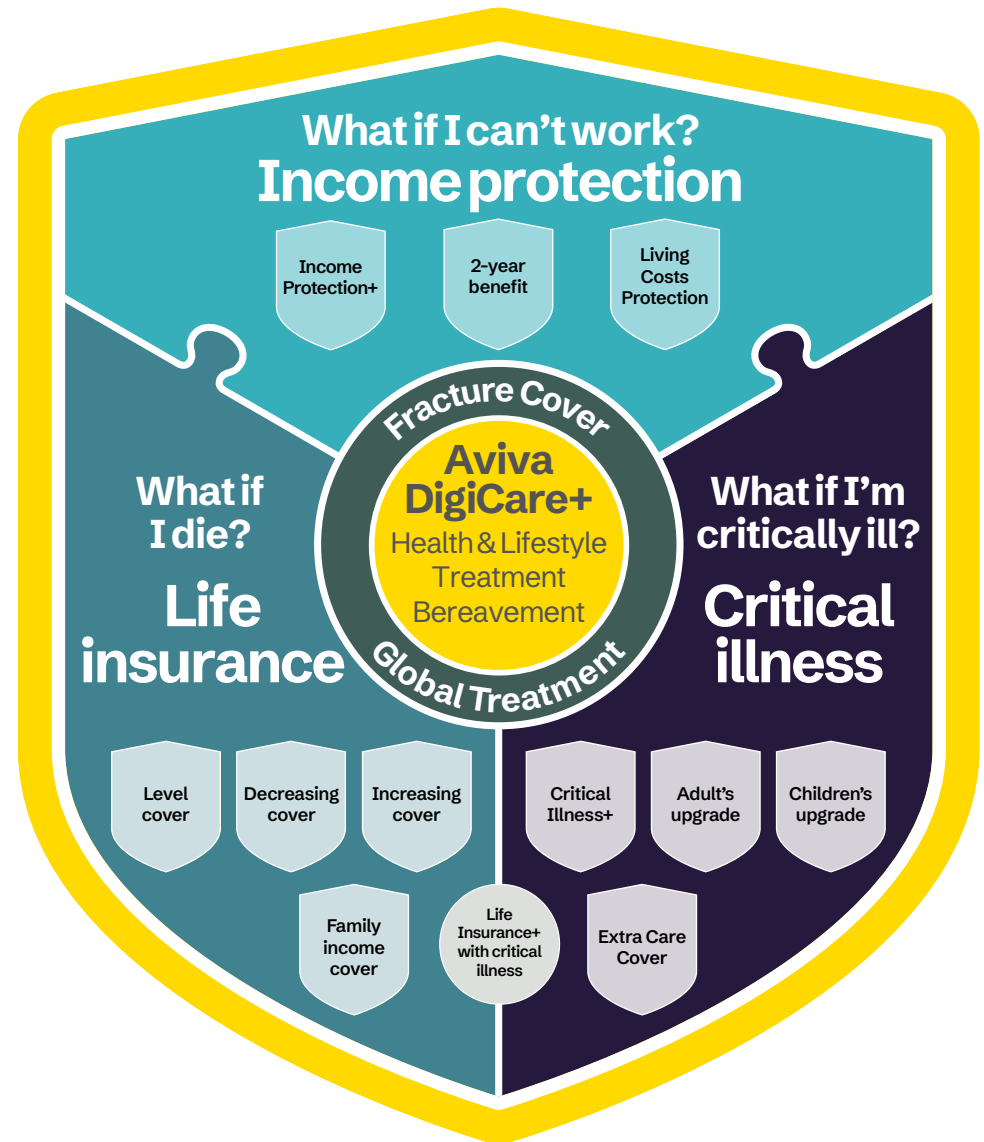 What if I can't work?
Income protection
Income
Protection+
2-year
benefit
Living
Costs
Protection
Fracture Cover
Aviva
DigiCare+
Health & Lifestyle
Treatment
Bereavement
Global Treatment
What if
I die?
Life
insurance
What if I'm
critically ill?
Critical
illness
Level
cover
Decreasing
cover
Increasing
cover
Critical
Illness+
Adult's
upgrade
Children's
upgrade
Family
income
cover
Life
Insurance+
with critical
illness
Extra Care
Cover